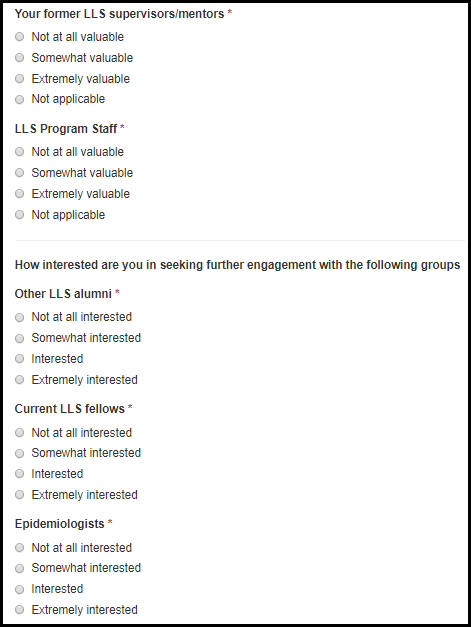 Your former LLS supervisors/mentors *
Not at all valuable
Somewhat valuable
Extremely valuable
Not applicable
LLS Program Staff *
Not at all valuable
Somewhat valuable
Extremely valuable
Not applicable
How interested are you in seeking further engagement with the following groups
Other LLS alumni *
Not at all interested
Somewhat interested
Interested
Extremely interested
Current LLS fellows *
Not at all interested
Somewhat interested
Interested
Extremely interested
Epidemiologists *
Not at all interested
Somewhat interested
Interested
Extremely interested